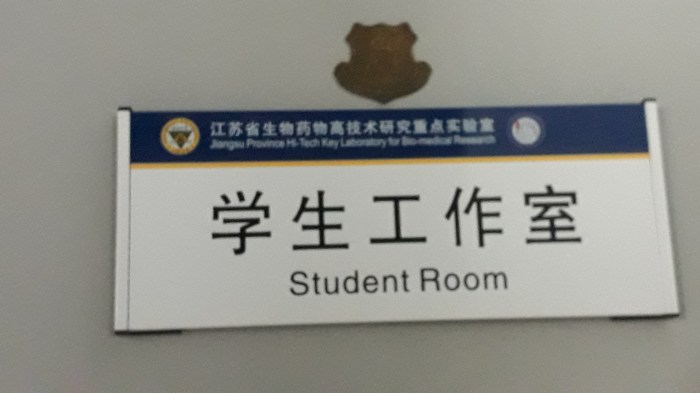 江苏省生物药物高技术研究重点实验室
Jiangsu Province Hi-Tech Key Laboratory for Bio-medical Research
学生工作室
Student Room